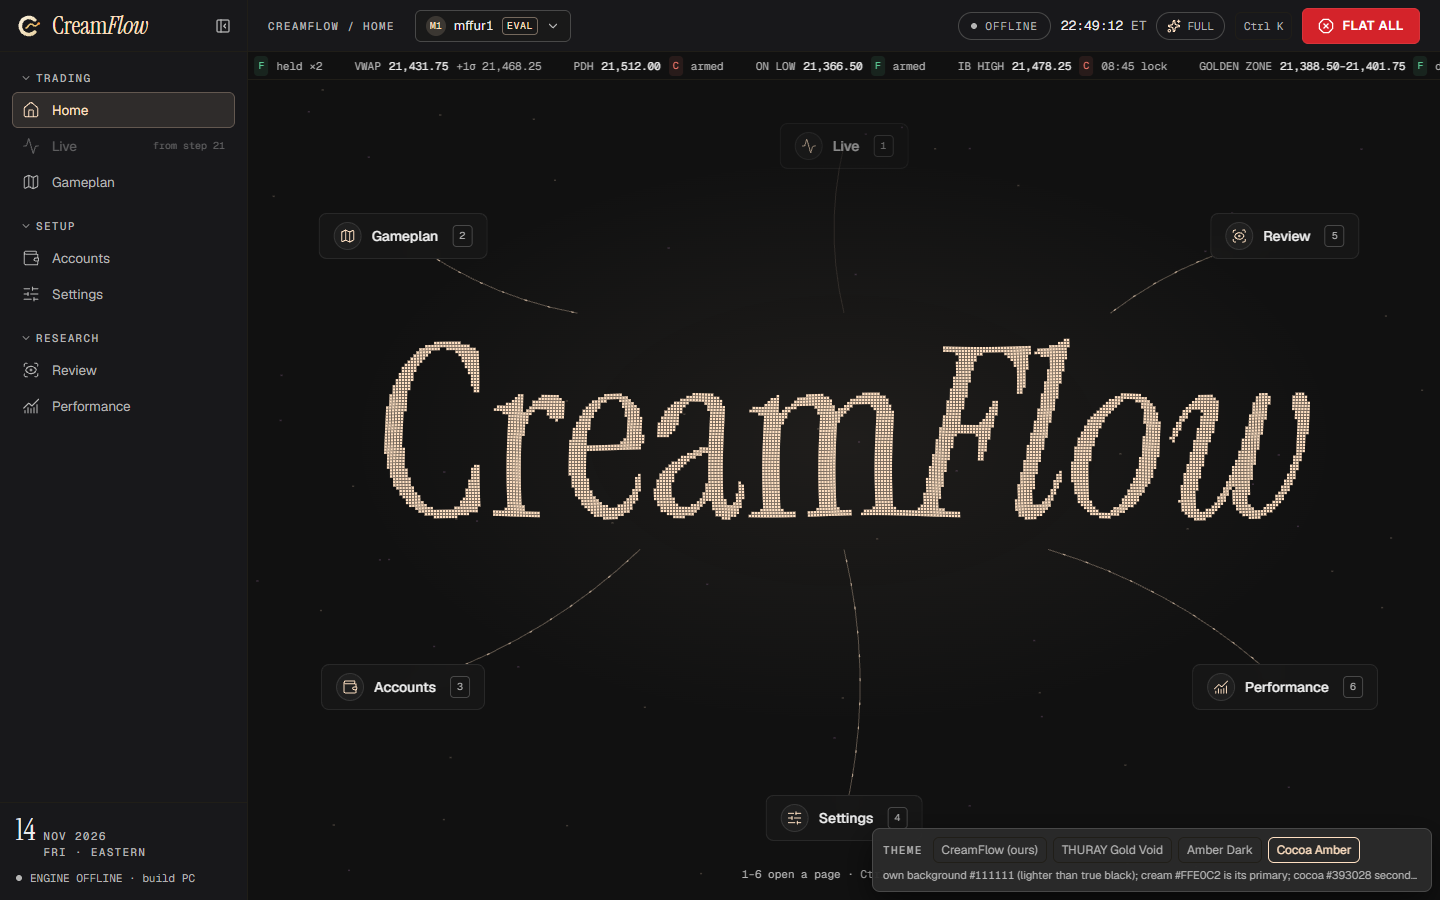 CreamFlow
CREAMFLOW / HOME
M1 mffur1 EVAL
OFFLINE
22:49:12 ET
FULL
Ctrl K
FLAT ALL
F held ×2 VWAP 21,431.75 +1σ 21,468.25 PDH 21,512.00 C armed ON LOW 21,366.50 F armed IB HIGH 21,478.25 C 08:45 lock GOLDEN ZONE 21,388.50–21,401.75 F
TRADING
Home
Live from step 21
Gameplan
SETUP
Accounts
Settings
RESEARCH
Review
Performance
14 NOV 2026
FRI · EASTERN
ENGINE OFFLINE · build PC
Live 1
Gameplan 2
Review 5
CreamFlow
Accounts 3
Performance 6
Settings 4
1–6 open a page · Ct
THEME CreamFlow (ours) THURAY Gold Void Amber Dark Cocoa Amber
own background #111111 (lighter than true black); cream #FFE0C2 is its primary; cocoa #393028 second…